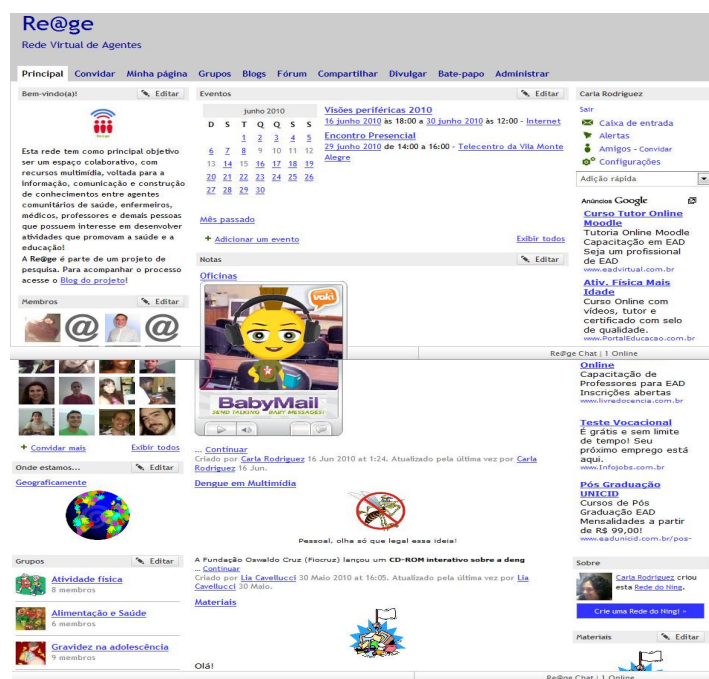 Re@ge
Rede Virtual de Agentes
Principal Convidar Minha página Grupos Blogs Fórum Compartilhar Divulgar Bate-papo Administrar
Bem-vindo(a)! Editar
Re@ge
Esta rede tem como principal objetivo
ser um espaço colaborativo, com
recursos multimídia, voltada para a
informação, comunicação e construção
de conhecimentos entre agentes
comunitários de saúde, enfermeiros,
médicos, professores e demais pessoas
que possuem interesse em desenvolver
atividades que promovam a saúde e a
educação!
A Re@ge é parte de um projeto de
pesquisa. Para acompanhar o processo
acesse o Blog do projeto!
Membros Editar
+ Convidar mais Exibir todos
Onde estamos... Editar
Geograficamente
Grupos Editar
Atividade física
8 membros
Alimentação e Saúde
6 membros
Gravidez na adolescência
9 membros
Eventos Editar
junho 2010
D S T Q Q S S
1 2 3 4 5
6 7 8 9 10 11 12
13 14 15 16 17 18 19
20 21 22 23 24 25 26
27 28 29 30
Mês passado
Visões periféricas 2010
16 junho 2010 às 18:00 a 30 junho 2010 às 12:00 - Internet
Encontro Presencial
29 junho 2010 de 14:00 a 16:00 - Telecentro da Vila Monte
Alegre
+ Adicionar um evento Exibir todos
Notas Editar
Oficinas
voki
BabyMail
SEND TALKING BABY MESSAGES!
... Continuar
Criado por Carla Rodriguez 16 Jun 2010 at 1:24. Atualizado pela última vez por Carla
Rodriguez 16 Jun.
Dengue em Multimídia
Pessoal, olha só que legal essa ideia!
A Fundação Oswaldo Cruz (Fiocruz) lançou um CD-ROM interativo sobre a deng
... Continuar
Criado por Lia Cavellucci 30 Maio 2010 at 16:05. Atualizado pela última vez por Lia
Cavellucci 30 Maio.
Materiais
Olá!
Carla Rodriguez
Sair
Caixa de entrada
Alertas
Amigos - Convidar
Configurações
Adição rápida
Anúncios Google
Curso Tutor Online
Moodle
Tutoria Online Moodle
Capacitação em EAD
Seja um profissional
de EAD
www.eadvirtual.com.br
Ativ. Física Mais
Idade
Curso Online com
vídeos, tutor e
certificado com selo
de qualidade.
www.PortalEducacao.com.br
Re@ge Chat | 1 Online
Online
Capacitação de
Professores para EAD
Inscrições abertas
www.livredocencia.com.br
Teste Vocacional
É grátis e sem limite
de tempo! Seu
próximo emprego está
aqui.
www.Infojobs.com.br
Pós Graduação
UNICID
Cursos de Pós
Graduação EAD
Mensalidades a partir
de R$ 99,00!
www.eadunicid.com.br/pos-
Sobre
Carla Rodriguez criou
esta Rede do Ning.
Crie uma Rede do Ning! »
Materiais Editar
Re@ge Chat | 1 Online